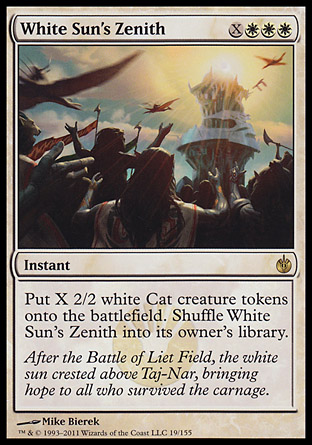 White Sun's Zenith X
Instant
Put X 2/2 white Cat creature tokens
onto the battlefield. Shuffle White
Sun's Zenith into its owner's library.
After the Battle of Liet Field, the white
sun crested above Taj-Nar, bringing
hope to all who survived the carnage.
Mike Bierek
™ & © 1993–2011 Wizards of the Coast LLC 19/155